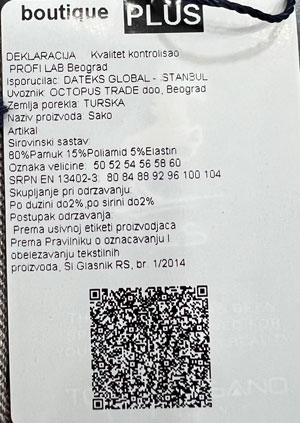 boutique PLUS
DEKLARACIJA Kvalitet kontrolisao
PROFI LAB Beograd
Isporucilac: DATEKS GLOBAL - ISTANBUL
Uvoznik: OCTOPUS TRADE doo, Beograd
Zemlja porekla: TURSKA
Naziv proizvoda: Sako
Artikal
Sirovinski sastav:
80%Pamuk 15%Poliamid 5%Elastin
Oznaka velicine: 50 52 54 56 58 60
SRPN EN 13402-3: 80 84 88 92 96 100 104
Skupljanje pri odrzavanju:
Po duzini do2%,po sirini do2%
Postupak odrzavanja:
Prema usivnoj etiketi proizvodjaca
Prema Pravilniku o oznacavanju I
obelezavanju tekstilnih
proizvoda, Sl Glasnik RS, br. 1/2014